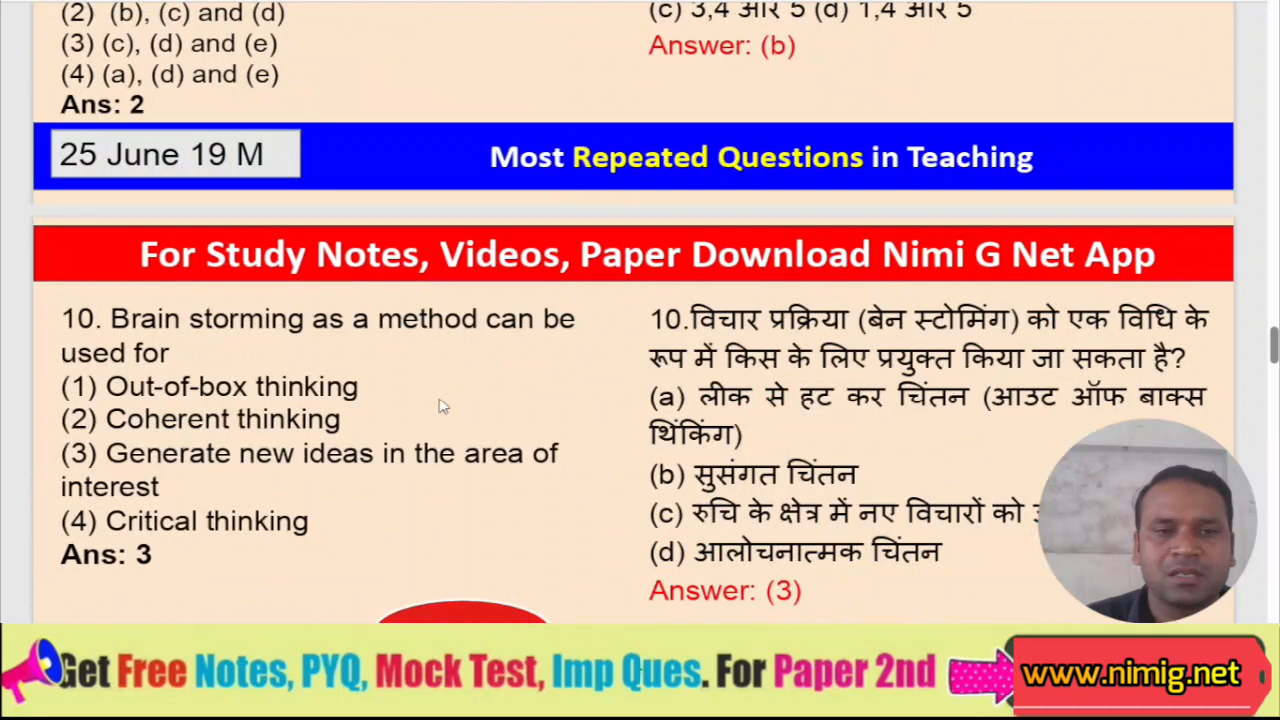 (2) (b), (c) and (d)
(3) (c), (d) and (e)
(4) (a), (d) and (e)
Ans: 2
(c) 3,4 और 5 (d) 1,4 और 5
Answer: (b)
25 June 19 M
Most Repeated Questions in Teaching
For Study Notes, Videos, Paper Download Nimi G Net App
10. Brain storming as a method can be
used for
(1) Out-of-box thinking
(2) Coherent thinking
(3) Generate new ideas in the area of
interest
(4) Critical thinking
Ans: 3
10.विचार प्रक्रिया (बेन स्टोमिंग) को एक विधि के
रूप में किस के लिए प्रयुक्त किया जा सकता है?
(a) लीक से हट कर चिंतन (आउट ऑफ बाक्स
थिंकिंग)
(b) सुसंगत चिंतन
(c) रुचि के क्षेत्र में नए विचारों को
(d) आलोचनात्मक चिंतन
Answer: (3)
Get Free Notes, PYQ, Mock Test, Imp Ques. For Paper 2nd
www.nimig.net